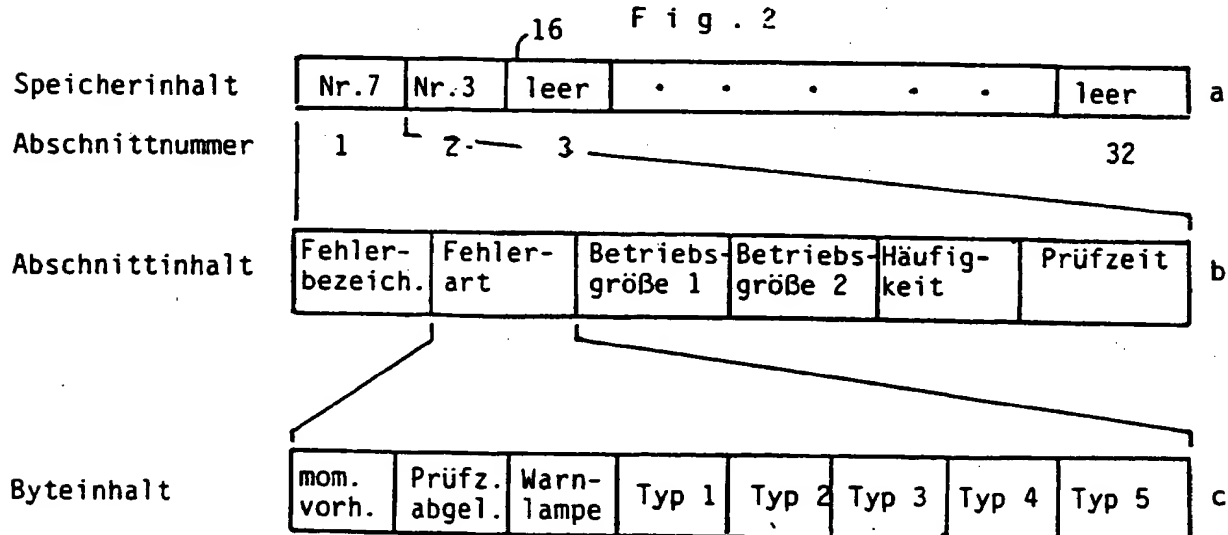 F i g . 2
16
Speicherinhalt Nr.7 Nr.3 leer . . . . . leer a
Abschnittnummer 1 2 3 32
Abschnittinhalt Fehler- Fehler- Betriebs- Betriebs- Häufig- Prüfzeit b
bezeich. art größe 1 größe 2 keit
Byteinhalt mom. Prüfz. Warn- Typ 1 Typ 2 Typ 3 Typ 4 Typ 5 c
vorh. abgel. lampe